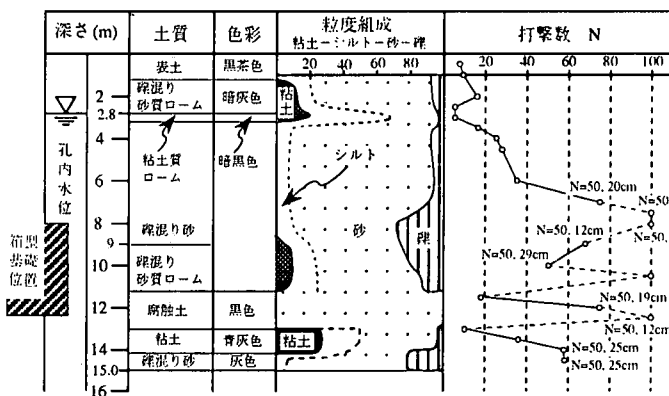 深さ(m) 土質 色彩 粒度組成 打撃数 N
粘土−シルト−砂−礫
20 40 60 80 0 20 40 60 80 100
表土 黒茶色
2 礫混り 暗灰色 粘土
砂質ローム
2.8
4
粘土質 暗黒色 シルト
ローム
孔内水位
6
N=50, 20cm
N=50
8 礫混り砂 砂 礫
N=50, 12cm
N=50,
9
箱型基礎位置
礫混り
10 砂質ローム
N=50, 29cm
12 腐蝕土 黒色
N=50, 19cm
N=50, 12cm
粘土 青灰色 粘土
14
礫混り砂 灰色
N=50, 25cm
N=50, 25cm
15.0
16